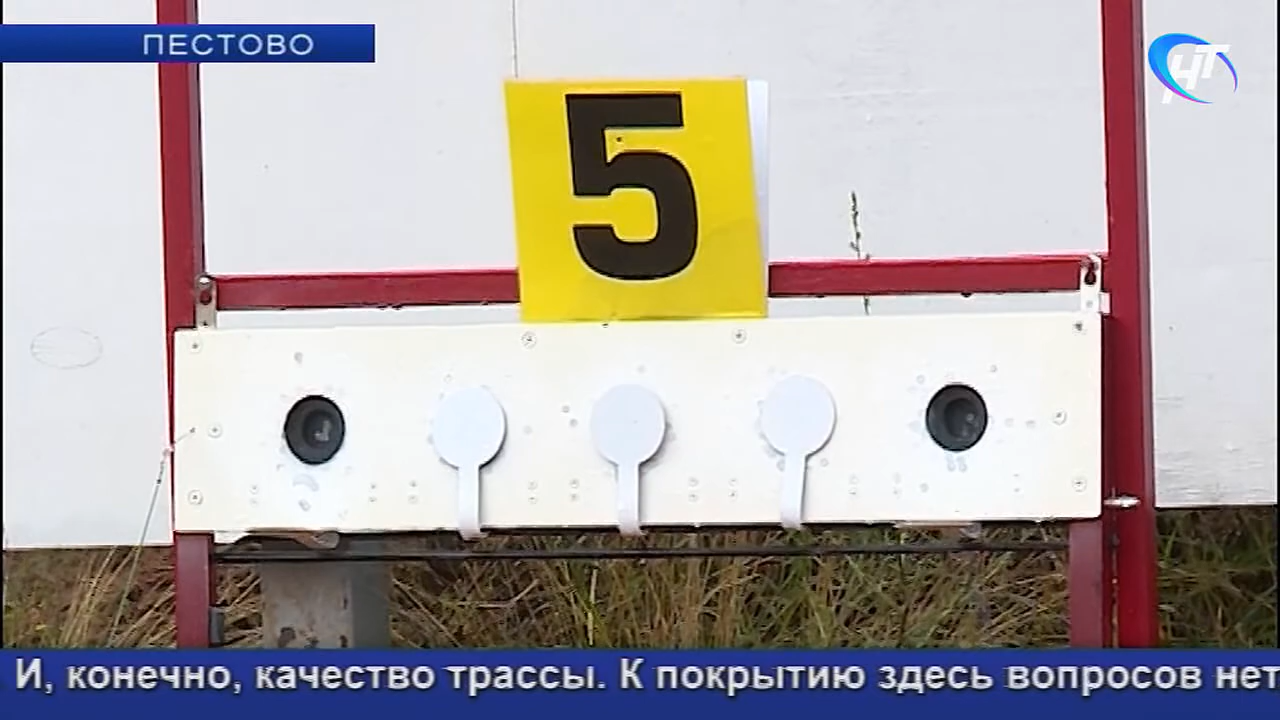 ПЕСТОВО
НТ
5
И, конечно, качество трассы. К покрытию здесь вопросов нет